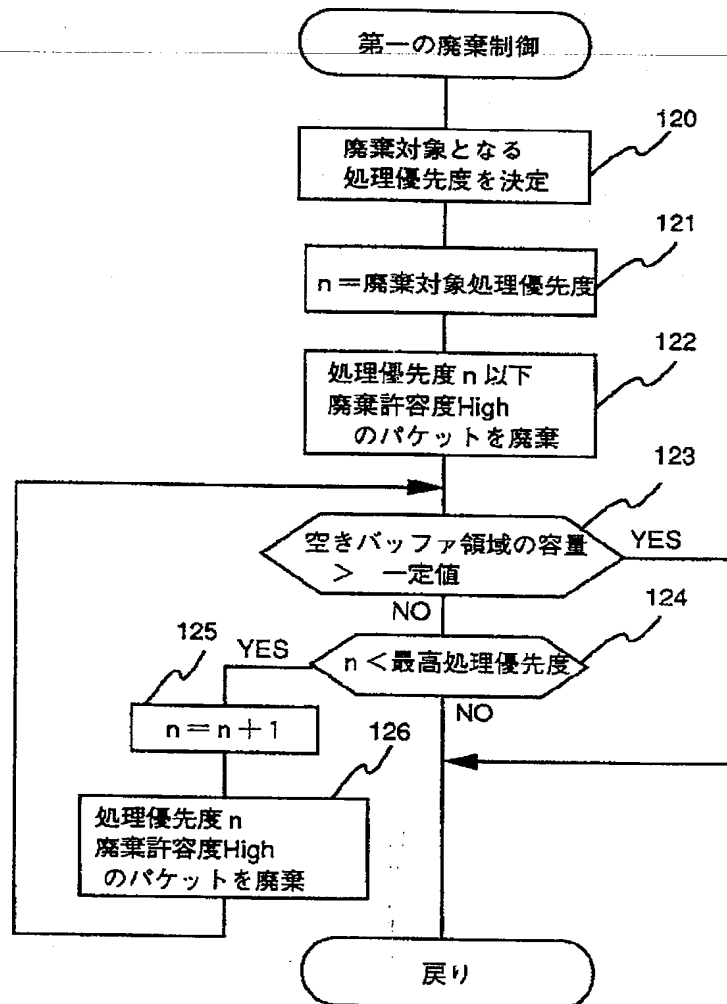 第一の廃棄制御
120
廃棄対象となる
処理優先度を決定
121
n＝廃棄対象処理優先度
122
処理優先度n以下
廃棄許容度High
のパケットを廃棄
123
空きバッファ領域の容量
＞ 一定値
YES
NO
124
n＜最高処理優先度
YES
NO
125
n＝n＋1
126
処理優先度n
廃棄許容度High
のパケットを廃棄
戻り